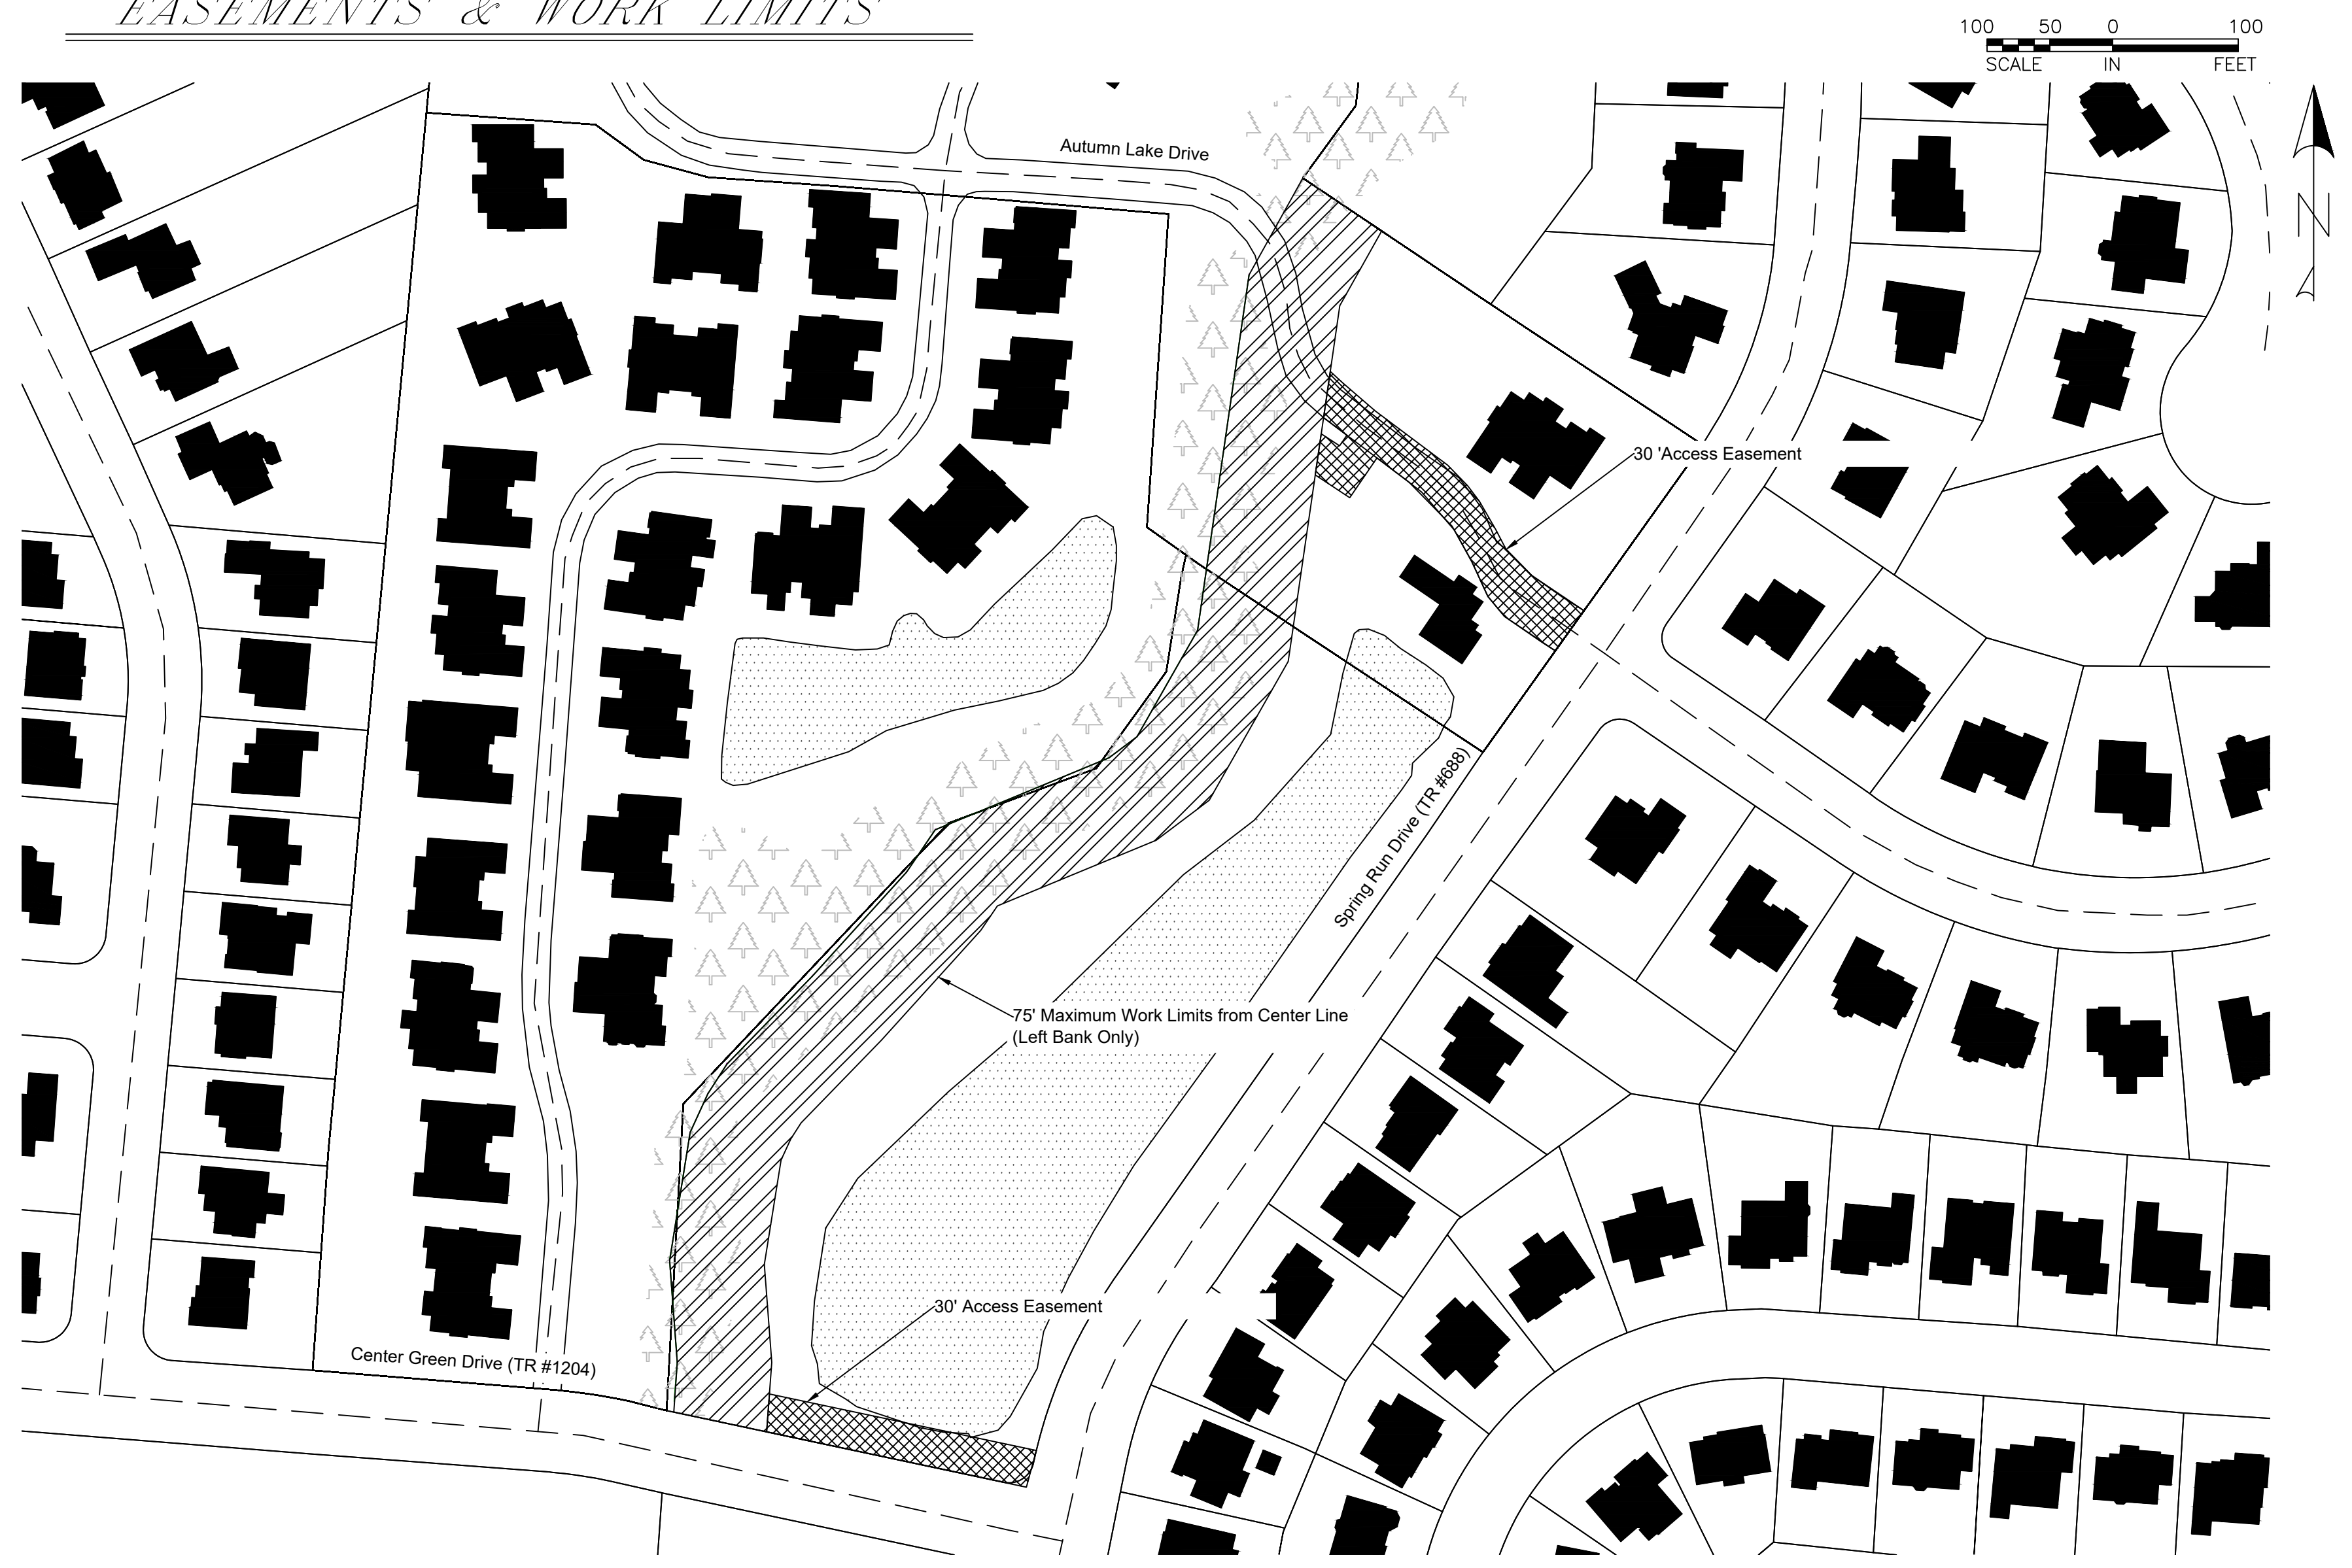 EASEMENTS & WORK LIMITS
100 50 0 100
SCALE IN FEET
N
Autumn Lake Drive
30 'Access Easement
Spring Run Drive (TR #688)
75' Maximum Work Limits from Center Line
(Left Bank Only)
30' Access Easement
Center Green Drive (TR #1204)